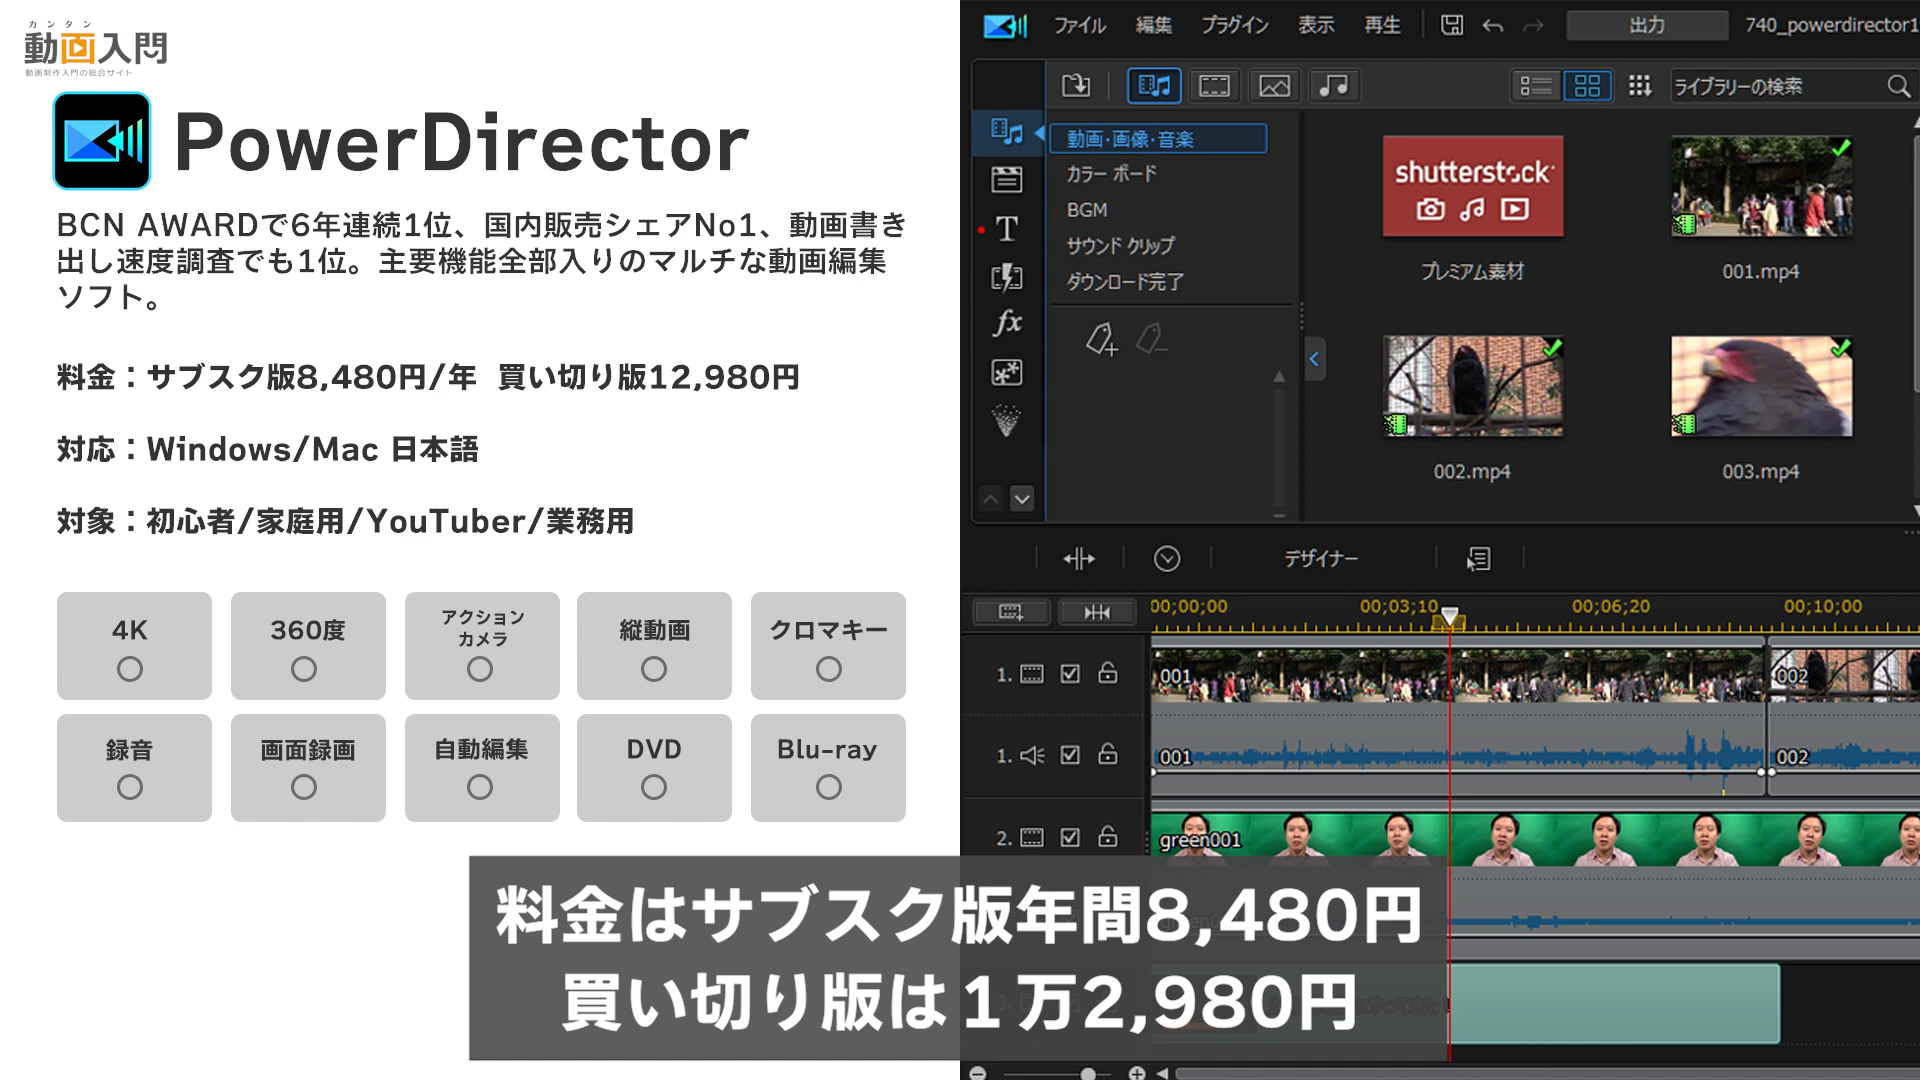 カンタン
動画入門
動画制作入門の総合サイト
PowerDirector
BCN AWARDで6年連続1位、国内販売シェアNo1、動画書き
出し速度調査でも1位。主要機能全部入りのマルチな動画編集
ソフト。
料金：サブスク版8,480円/年 買い切り版12,980円
対応：Windows/Mac 日本語
対象：初心者/家庭用/YouTuber/業務用
4K
○
360度
○
アクション
カメラ
○
縦動画
○
クロマキー
○
録音
○
画面録画
○
自動編集
○
DVD
○
Blu-ray
○
ファイル 編集 プラグイン 表示 再生 出力 740_powerdirector1
ライブラリーの検索
動画・画像・音楽
カラー ボード
BGM
サウンド クリップ
ダウンロード完了
shutterstock
プレミアム素材
001.mp4
002.mp4
003.mp4
デザイナー
00;00;00 00;03;10 00;06;20 00;10;00
1. 001 002
1. 001 002
2. green001
料金はサブスク版年間8,480円
買い切り版は１万2,980円